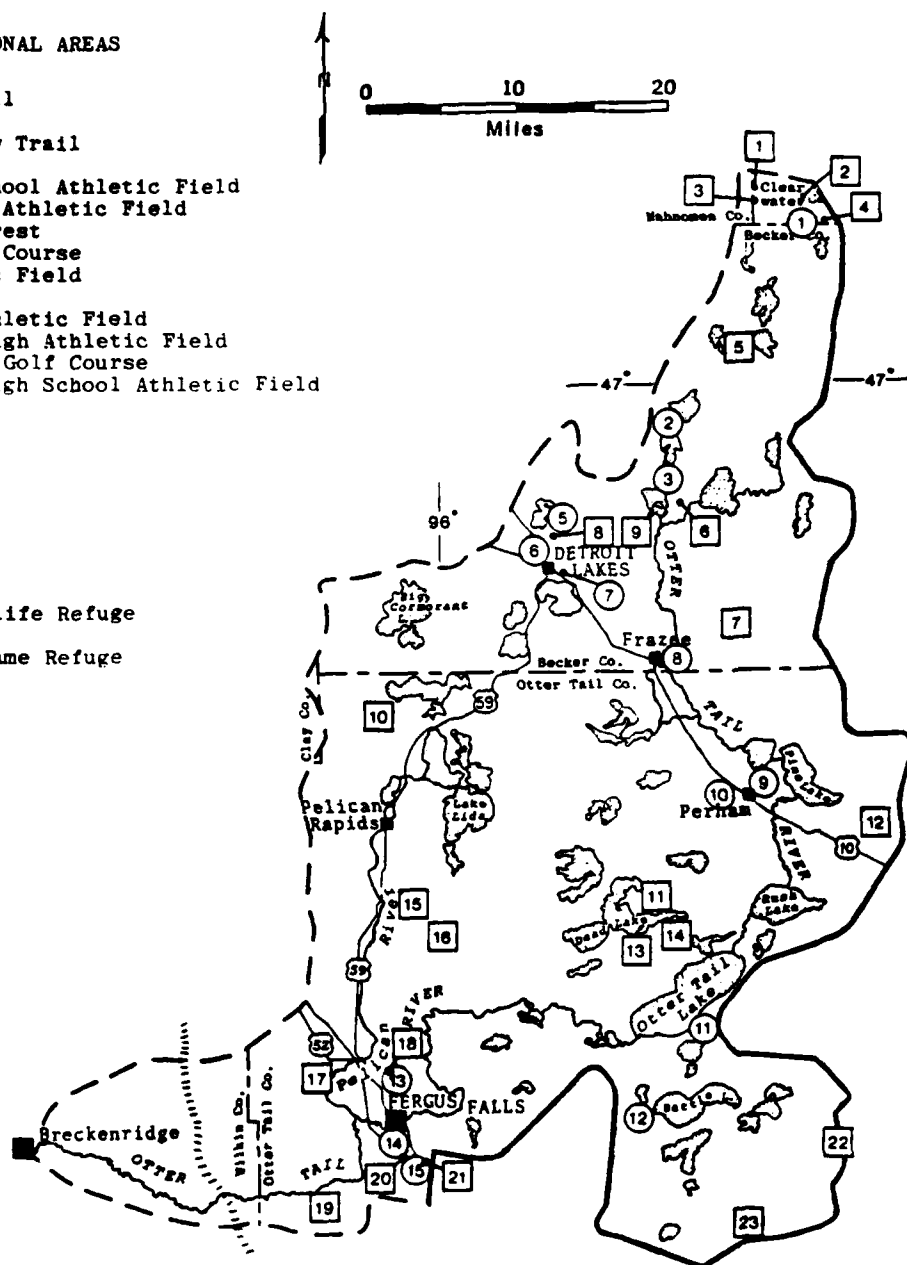 ONAL AREAS
l
Trail
ool Athletic Field
Athletic Field
est
Course
Field
letic Field
gh Athletic Field
Golf Course
gh School Athletic Field
life Refuge
ame Refuge
0 10 20
Miles
1
2
3
Clear
water
4
Mahnomen Co.
1
Becker Co.
5
47°
47°
2
3
96°
5
8
9
6
6
DETROIT
LAKES
OTTER
7
Big
Cormorant
L.
7
Frazee
8
Becker Co.
Otter Tail Co.
59
10
TAIL
Clay Co.
Pine Lake
9
10
Perham
Pelican
Rapids
Lake
Lida
12
10
RIVER
11
15
River
Rush
Lake
16
Dead Lake
13
14
59
Otter Tail
Lake
11
RIVER
52
Pelican
18
17
13
FERGUS FALLS
12
Battle L.
Breckenridge
Wilkin Co.
Otter Tail Co.
14
22
OTTER
TAIL
20
15
21
19
23